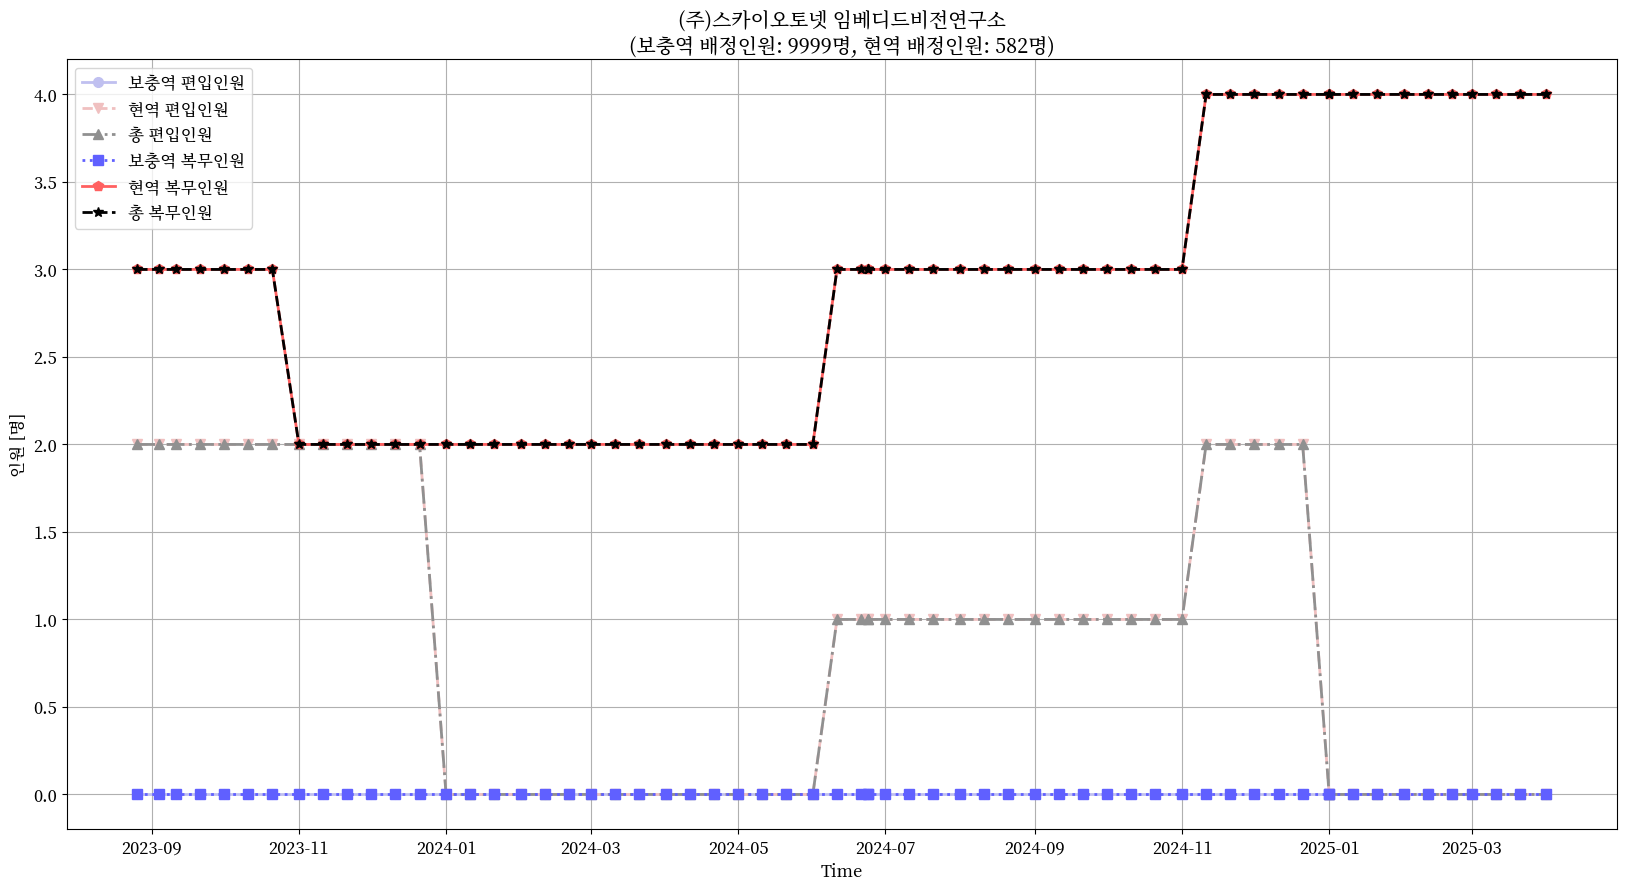 (주)스카이오토넷 임베디드비전연구소
(보충역 배정인원: 9999명, 현역 배정인원: 582명)
보충역 편입인원
현역 편입인원
총 편입인원
보충역 복무인원
현역 복무인원
총 복무인원
4.0
3.5
3.0
2.5
2.0
1.5
1.0
0.5
0.0
인원 [명]
2023-09
2023-11
2024-01
2024-03
2024-05
2024-07
2024-09
2024-11
2025-01
2025-03
Time